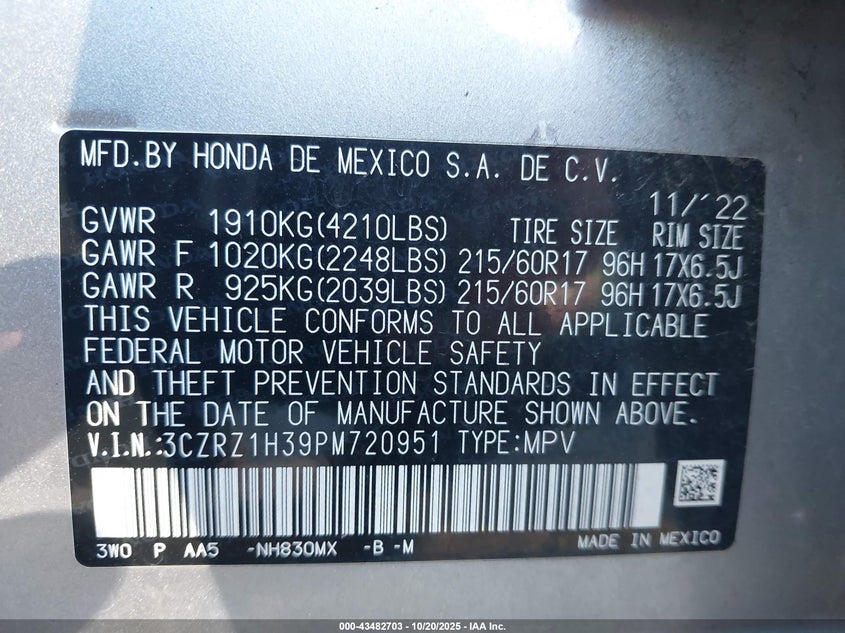 MFD.BY HONDA DE MEXICO S.A. DE C.V.
11/´22
GVWR 1910KG(4210LBS) TIRE SIZE RIM SIZE
GAWR F 1020KG(2248LBS) 215/60R17 96H 17X6.5J
GAWR R 925KG(2039LBS) 215/60R17 96H 17X6.5J
THIS VEHICLE CONFORMS TO ALL APPLICABLE
FEDERAL MOTOR VEHICLE SAFETY
AND THEFT PREVENTION STANDARDS IN EFFECT
ON THE DATE OF MANUFACTURE SHOWN ABOVE.
V.I.N.:3CZRZ1H39PM720951 TYPE:MPV
3W0 P AA5 -NH830MX -B -M MADE IN MEXICO
000-43482703 - 10/20/2025 - IAA Inc.